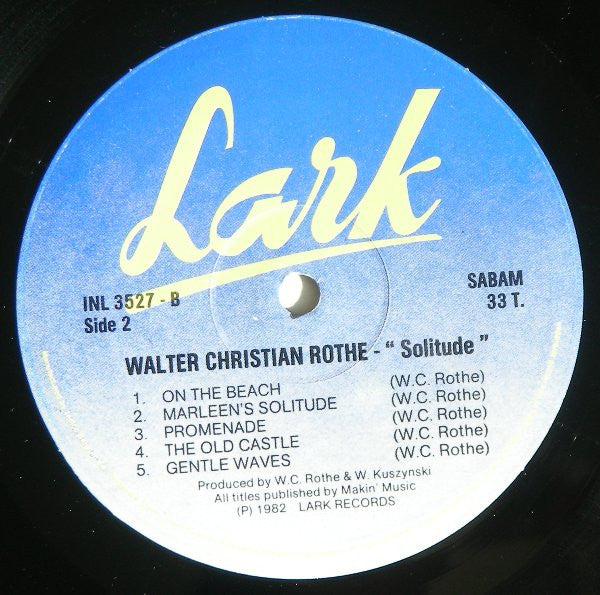 Lark
INL 3527 - B
Side 2
SABAM
33 T.
WALTER CHRISTIAN ROTHE - “ Solitude ”
1. ON THE BEACH (W.C. Rothe)
2. MARLEEN'S SOLITUDE (W.C. Rothe)
3. PROMENADE (W.C. Rothe)
4. THE OLD CASTLE (W.C. Rothe)
5. GENTLE WAVES (W.C. Rothe)
Produced by W.C. Rothe & W. Kuszynski
All titles published by Makin' Music
(P) 1982 LARK RECORDS